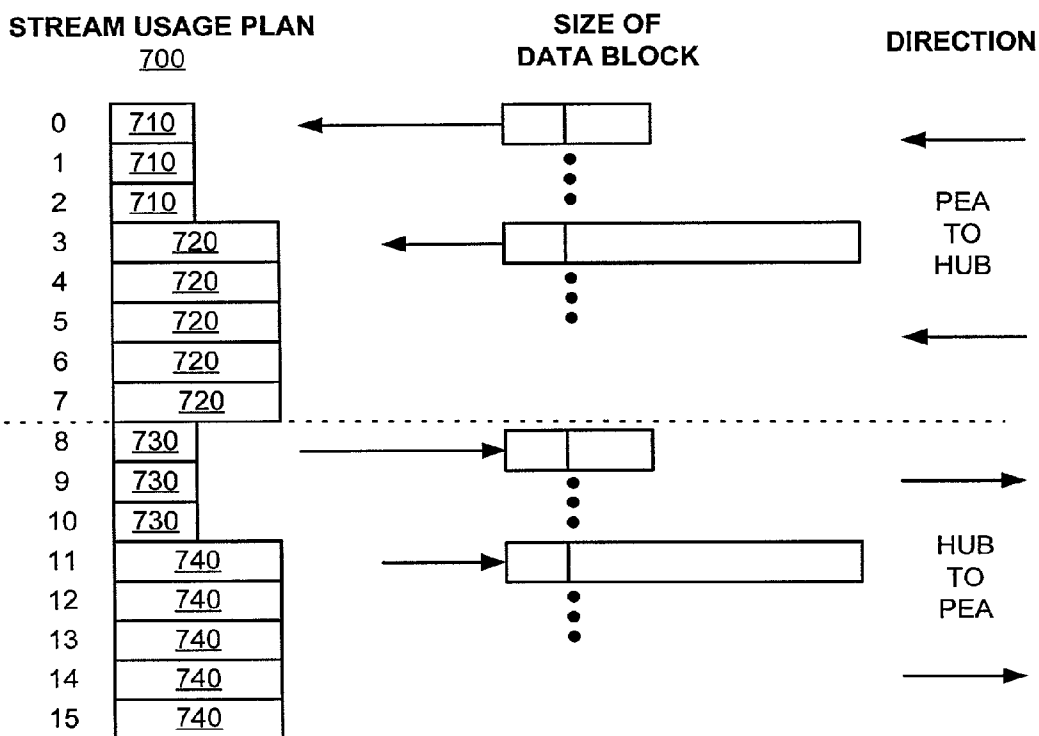 STREAM USAGE PLAN
700
SIZE OF
DATA BLOCK
DIRECTION
0 710
1 710
2 710
3 720
4 720
5 720
6 720
7 720
PEA
TO
HUB
8 730
9 730
10 730
11 740
12 740
13 740
14 740
15 740
HUB
TO
PEA